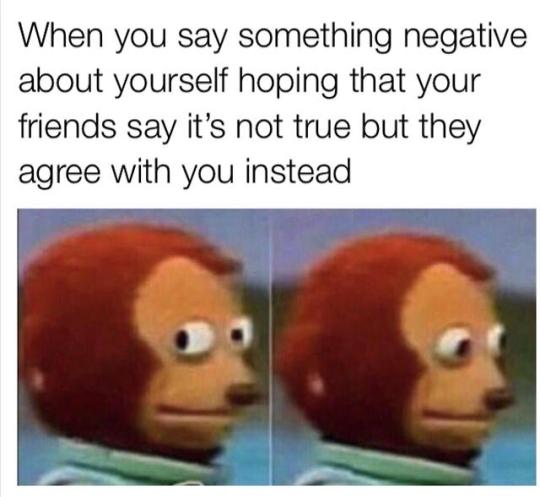 When you say something negative
about yourself hoping that your
friends say it's not true but they
agree with you instead